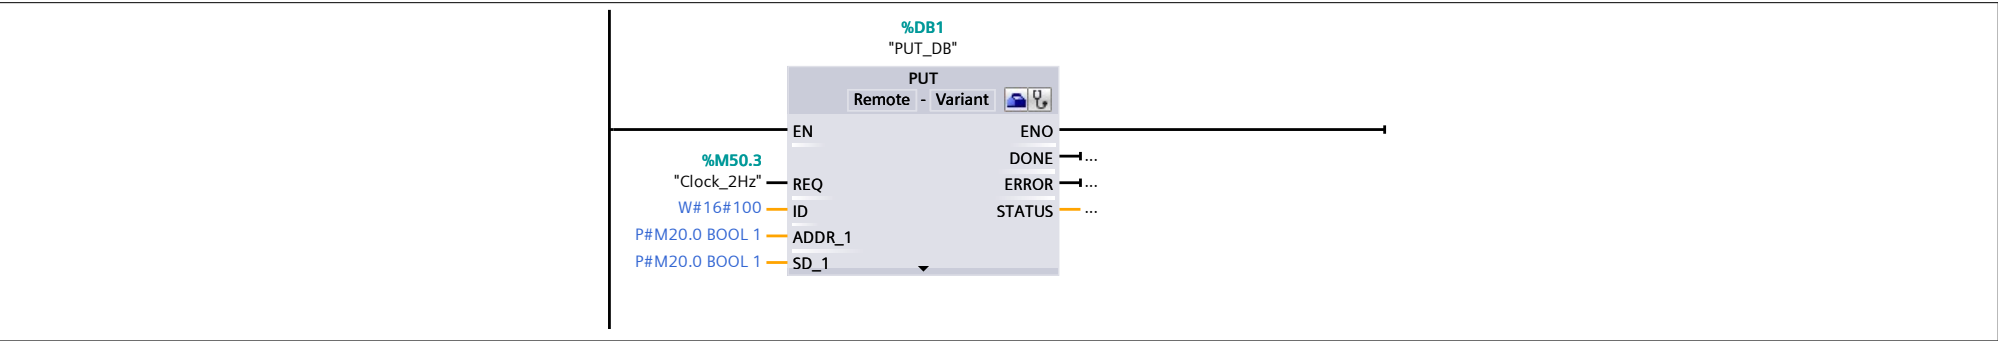 %DB1
"PUT_DB"
PUT
Remote - Variant
EN ENO
DONE ...
%M50.3
"Clock_2Hz" REQ ERROR ...
W#16#100 ID STATUS ...
P#M20.0 BOOL 1 ADDR_1
P#M20.0 BOOL 1 SD_1